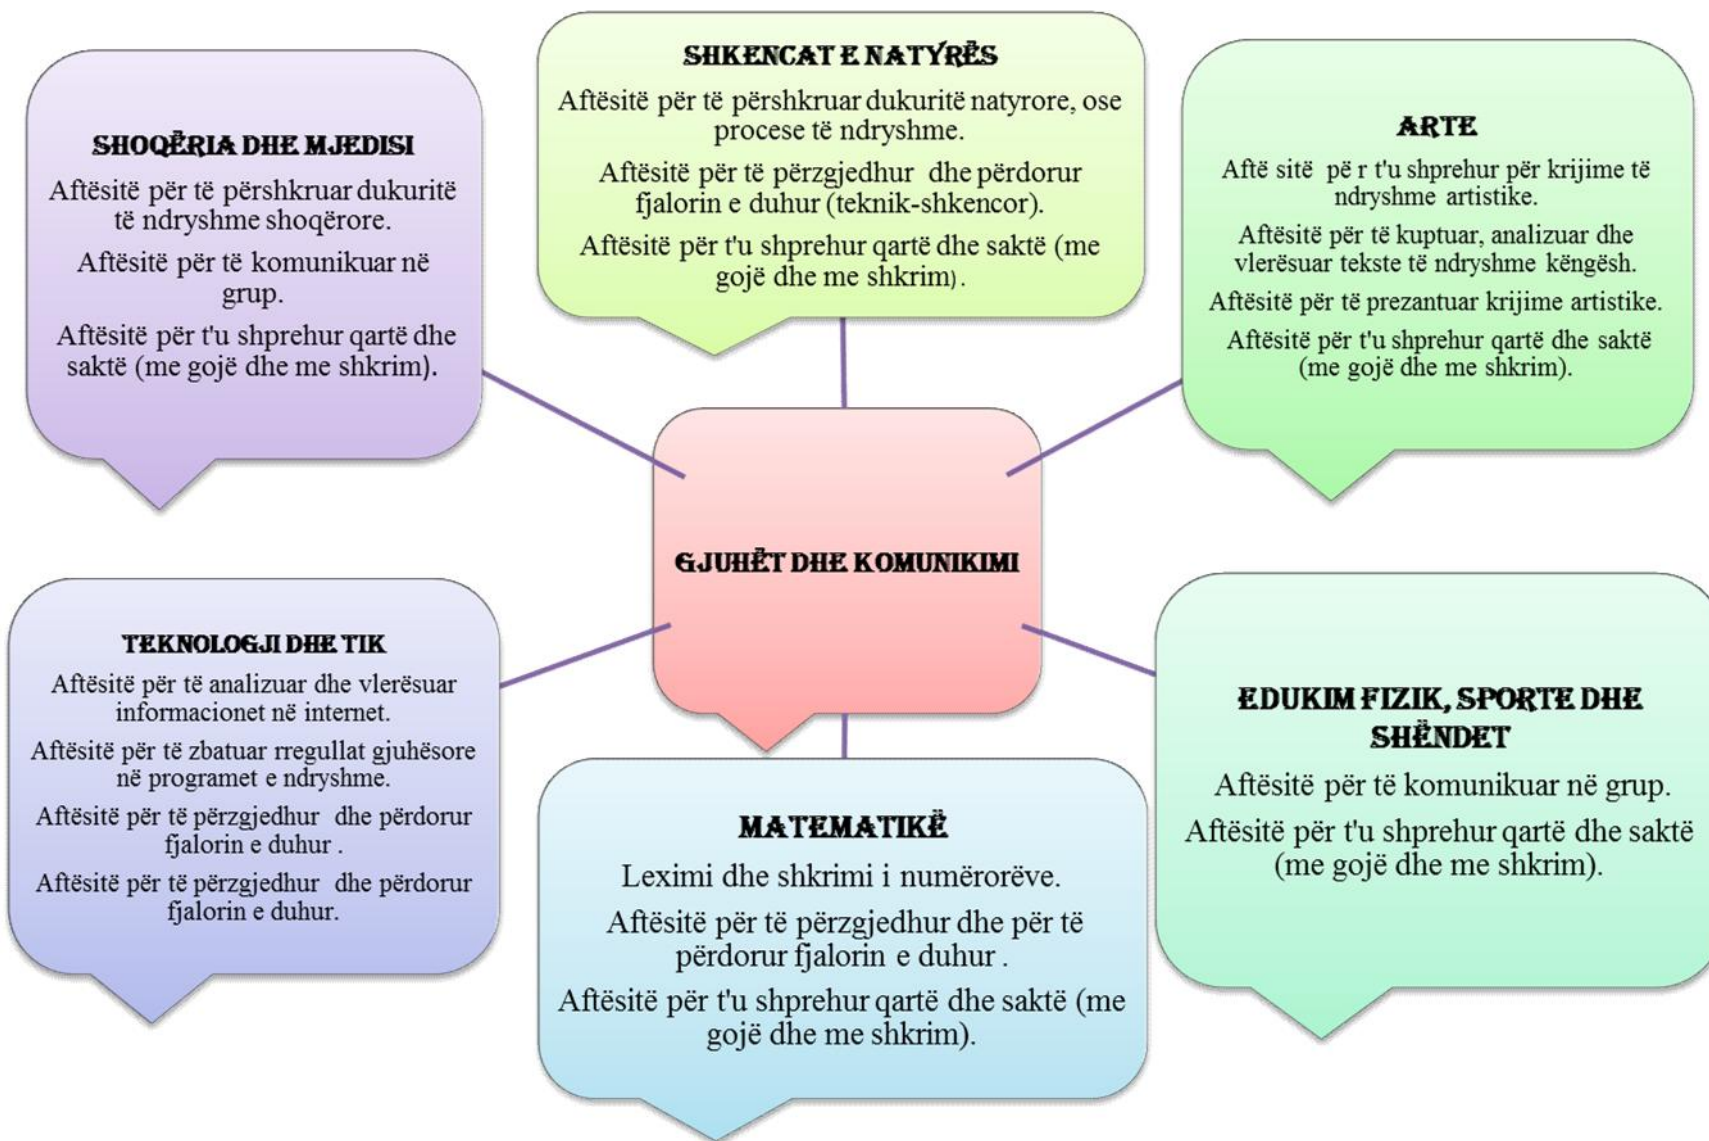 SHOQËRIA DHE MJEDISI
Aftësitë për të përshkruar dukuritë
të ndryshme shoqërore.
Aftësitë për të komunikuar në
grup.
Aftësitë për t'u shprehur qartë dhe
saktë (me gojë dhe me shkrim).
SHKENCAT E NATYRËS
Aftësitë për të përshkruar dukuritë natyrore, ose
procese të ndryshme.
Aftësitë për të përzgjedhur dhe përdorur
fjalorin e duhur (teknik-shkencor).
Aftësitë për t'u shprehur qartë dhe saktë (me
gojë dhe me shkrim).
ARTE
Aftë sitë pë r t'u shprehur për krijime të
ndryshme artistike.
Aftësitë për të kuptuar, analizuar dhe
vlerësuar tekste të ndryshme këngësh.
Aftësitë për të prezantuar krijime artistike.
Aftësitë për t'u shprehur qartë dhe saktë
(me gojë dhe me shkrim).
GJUHËT DHE KOMUNIKIMI
TEKNOLOGJI DHE TIK
Aftësitë për të analizuar dhe vlerësuar
informacionet në internet.
Aftësitë për të zbatuar rregullat gjuhësore
në programet e ndryshme.
Aftësitë për të përzgjedhur dhe përdorur
fjalorin e duhur .
Aftësitë për të përzgjedhur dhe përdorur
fjalorin e duhur.
MATEMATIKË
Leximi dhe shkrimi i numërorëve.
Aftësitë për të përzgjedhur dhe për të
përdorur fjalorin e duhur .
Aftësitë për t'u shprehur qartë dhe saktë (me
gojë dhe me shkrim).
EDUKIM FIZIK, SPORTE DHE
SHËNDET
Aftësitë për të komunikuar në grup.
Aftësitë për t'u shprehur qartë dhe saktë
(me gojë dhe me shkrim).